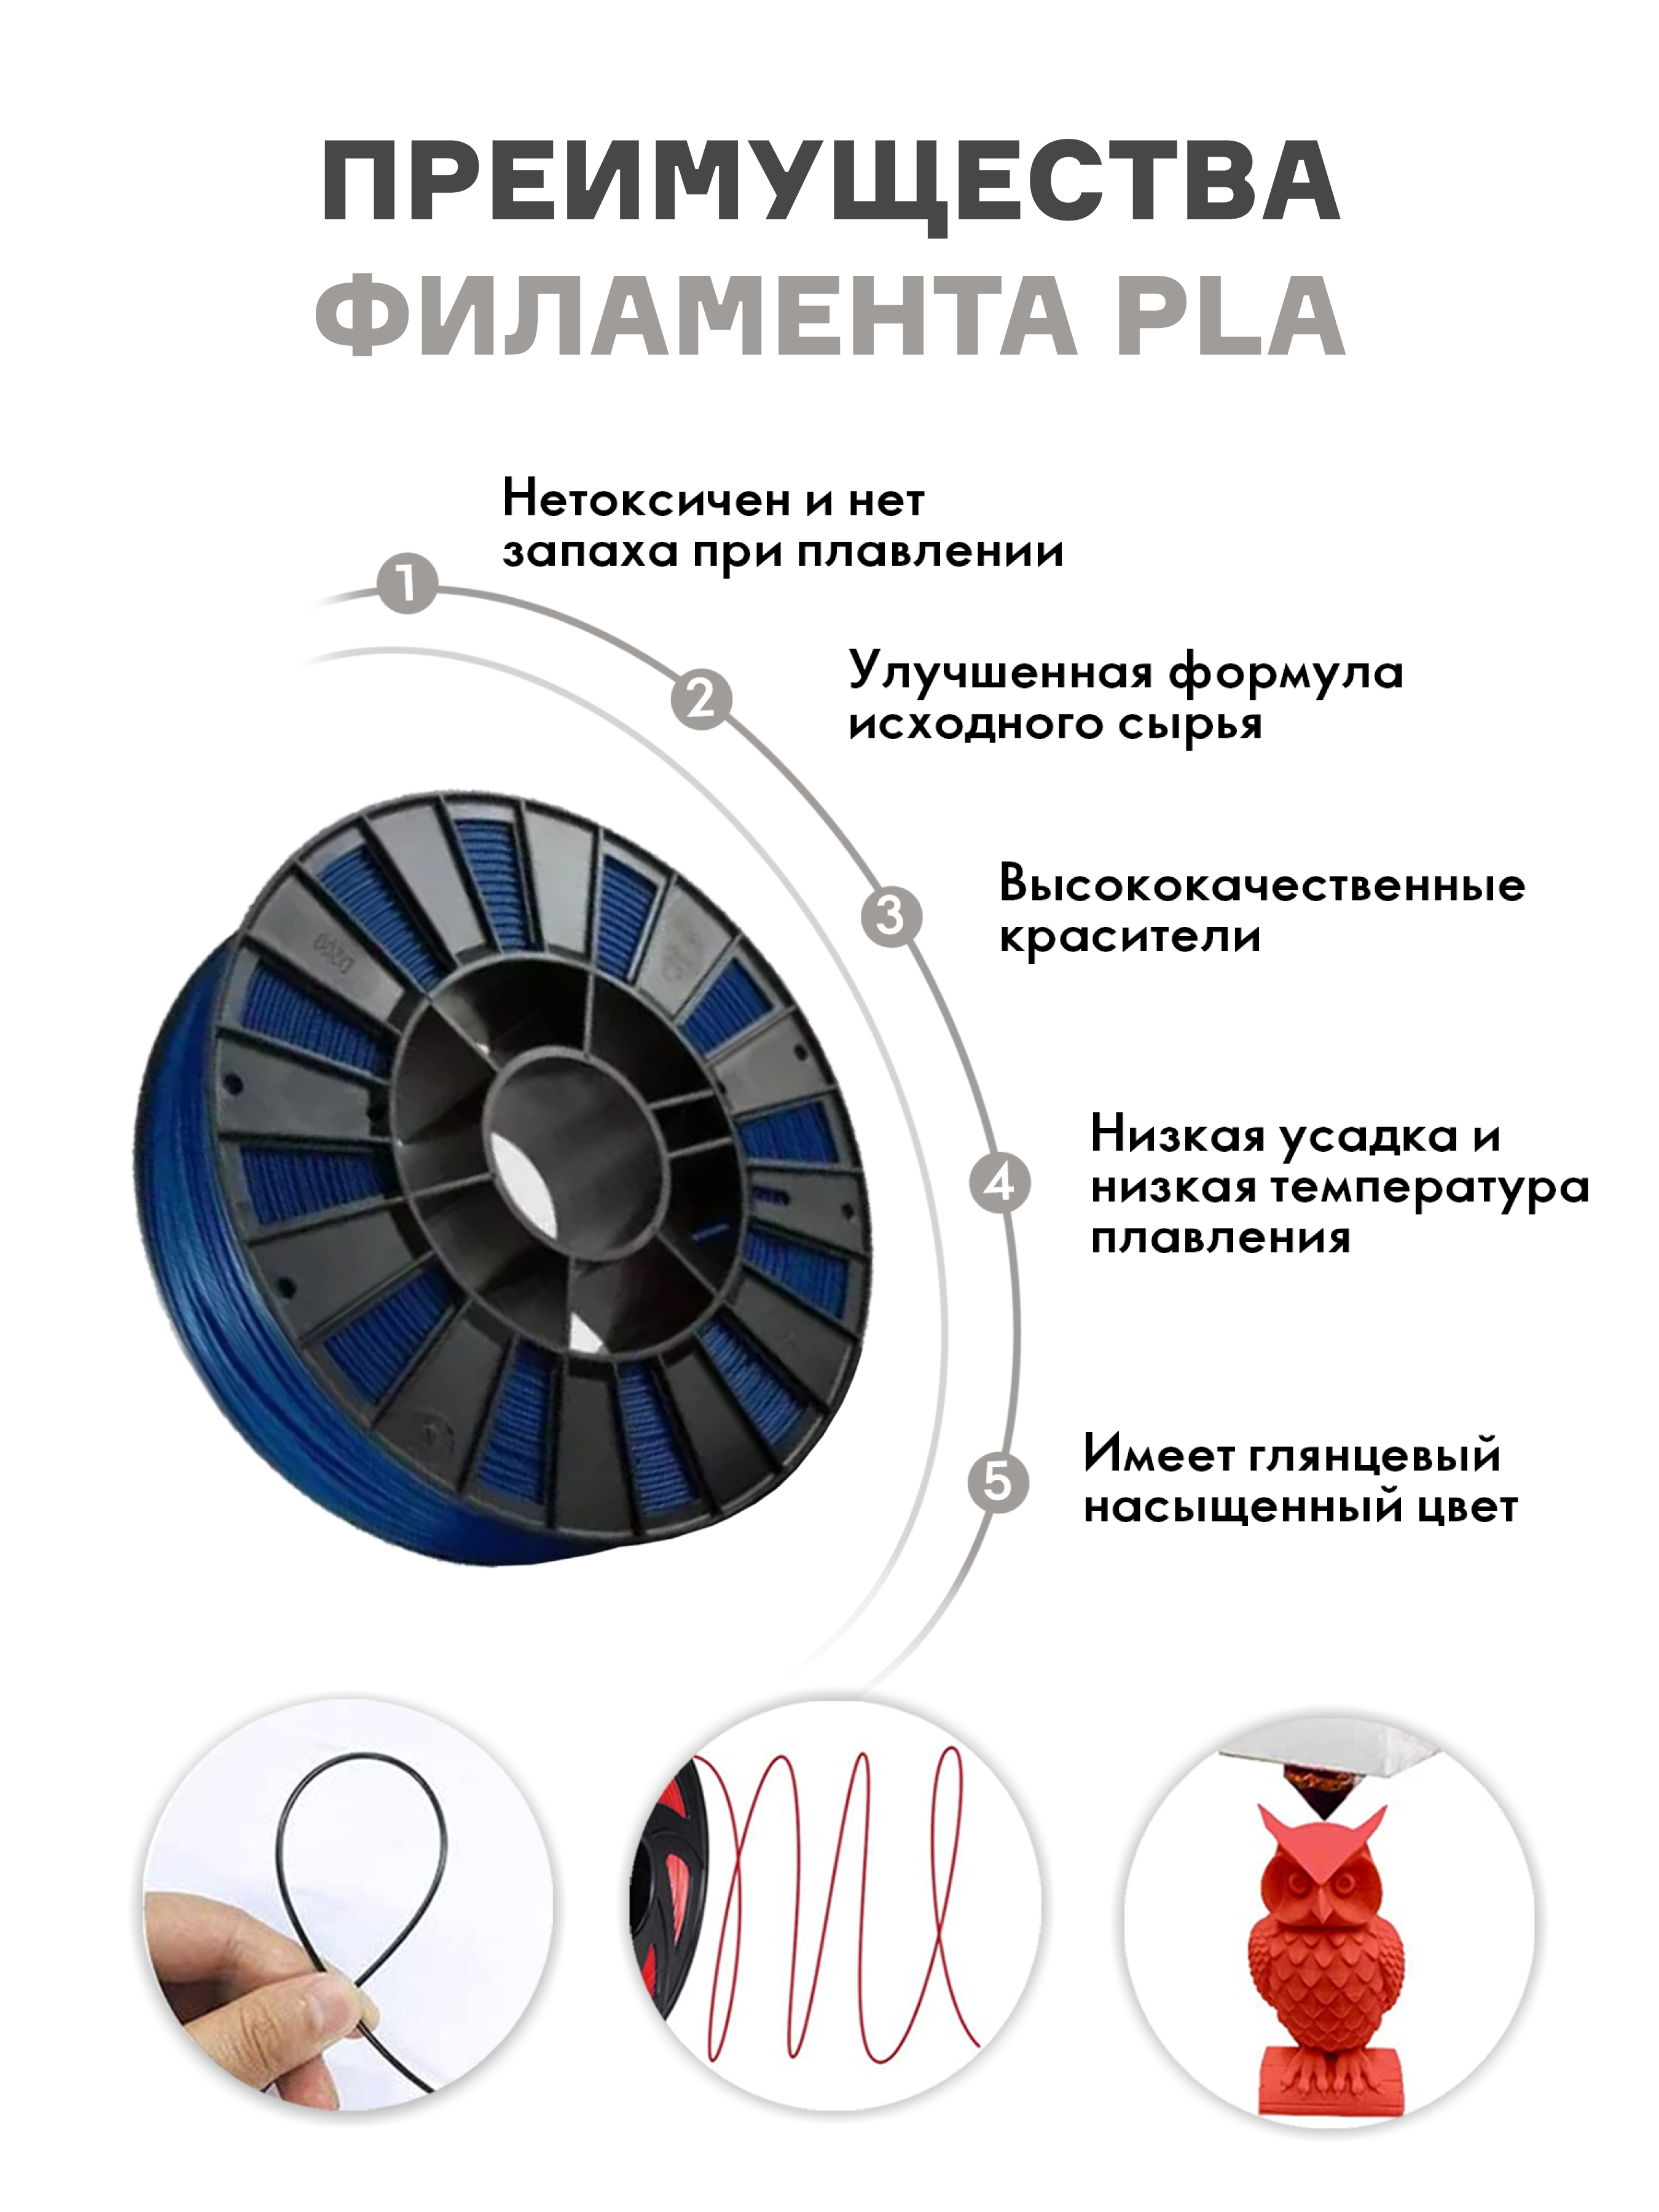 ПРЕИМУЩЕСТВА
ФИЛАМЕНТА PLA
1
Нетоксичен и нет
запаха при плавлении
2
Улучшенная формула
исходного сырья
3
Высококачественные
красители
4
Низкая усадка и
низкая температура
плавления
5
Имеет глянцевый
насыщенный цвет